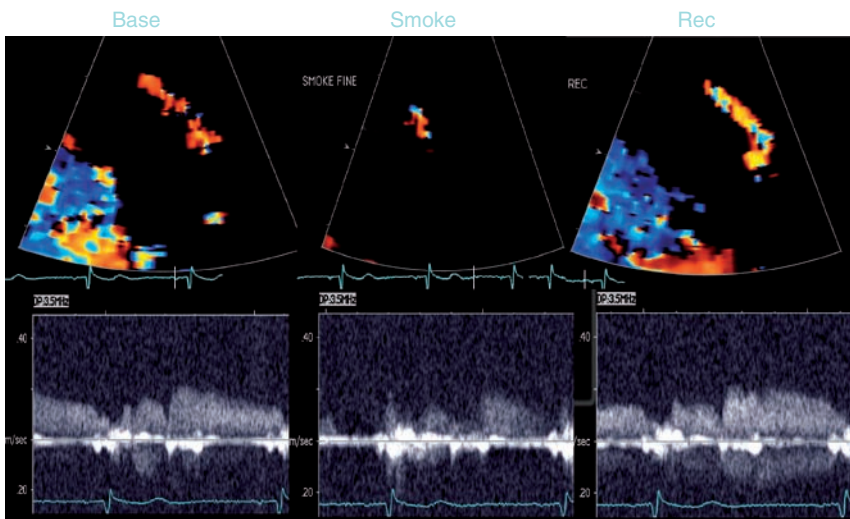 Base Smoke Rec
SMOKE FINE
REC
DP:3.5MHz DP:3.5MHz DP:3.5MHz
.40 .40 .40
m/sec m/sec /sec
.20 .20 .20